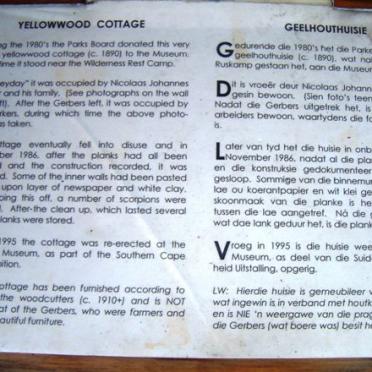 YELLOWWOOD COTTAGE
ng the 1980's the Parks Board donated this very
yellowwood cottage (c. 1890) to the Museum.
time it stood near the Wilderness Rest Camp.
eyday" it was occupied by Nicolaas Johannes
and his family. (See photographs on the wall
ft). After the Gerbers left, it was occupied by
rkers, during which time the above photo-
as taken.
ottage eventually fell into disuse and in
mber 1986, after the planks had all been
and the construction recorded, it was
d. Some of the inner walls had been pasted
upon layer of newspaper and white clay.
ping this off, a number of scorpions were
After the clean up, which lasted several
lanks were stored.
1995 the cottage was re-erected at the
Museum, as part of the Southern Cape
ition.
ottage has been furnished according to
the woodcutters (c. 1910+) and is NOT
at of the Gerbers, who were farmers and
autiful furniture.
GEELHOUTHUISIE
Gedurende die 1980's het die Parke
geelhouthuisie (c. 1890), wat na
Ruskamp gestaan het, aan die Museum
Dit is vroeër deur Nicolaas Johann
gesin bewoon. (Sien foto's teen
Nadat die Gerbers uitgetrek het, is
arbeiders bewoon, waartydens die fo
is.
Later van tyd het die huisie in onb
November 1986, nadat al die plan
en die konstruksie gedokumenteer
gesloop. Sommige van die binnemur
lae ou koerantpapier en wit klei ge
skoonmaak van die planke is he
tussen die lae aangetref. Ná die
wat dae lank geduur het, is die plank
Vroeg in 1995 is die huisie wee
Museum, as deel van die Suide
heid Uitstalling, opgerig.
LW: Hierdie huisie is gemeubileer v
wat ingewin is in verband met houtk
en is NIE 'n weergawe van die prag
die Gerbers (wat boere was) besit h